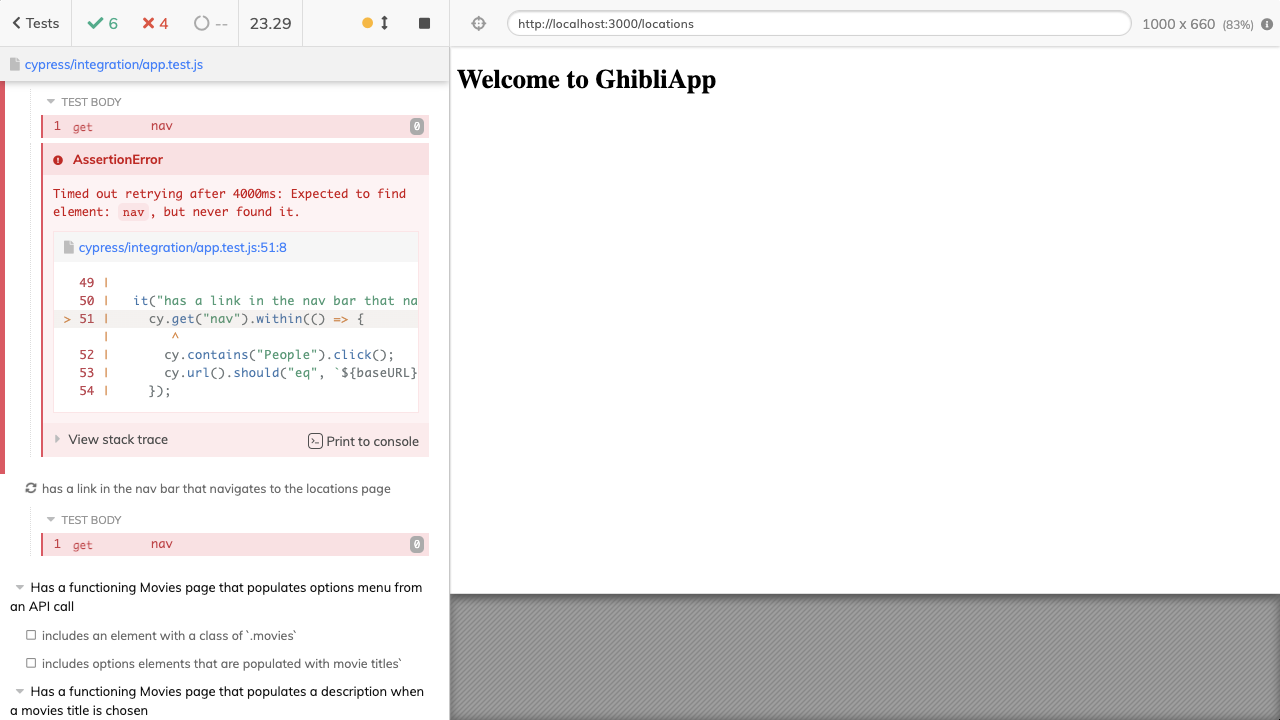 Tests
6
4
--
23.29
http://localhost:3000/locations
1000 x 660 (83%)
cypress/integration/app.test.js
TEST BODY
1 get nav 0
AssertionError
Timed out retrying after 4000ms: Expected to find
element: nav, but never found it.
cypress/integration/app.test.js:51:8
49 |
50 | it("has a link in the nav bar that na
> 51 | cy.get("nav").within(() => {
| ^
52 | cy.contains("People").click();
53 | cy.url().should("eq", `${baseURL}
54 | });
View stack trace
Print to console
has a link in the nav bar that navigates to the locations page
TEST BODY
1 get nav 0
Has a functioning Movies page that populates options menu from
an API call
includes an element with a class of `.movies`
includes options elements that are populated with movie titles`
Has a functioning Movies page that populates a description when
a movies title is chosen
Welcome to GhibliApp